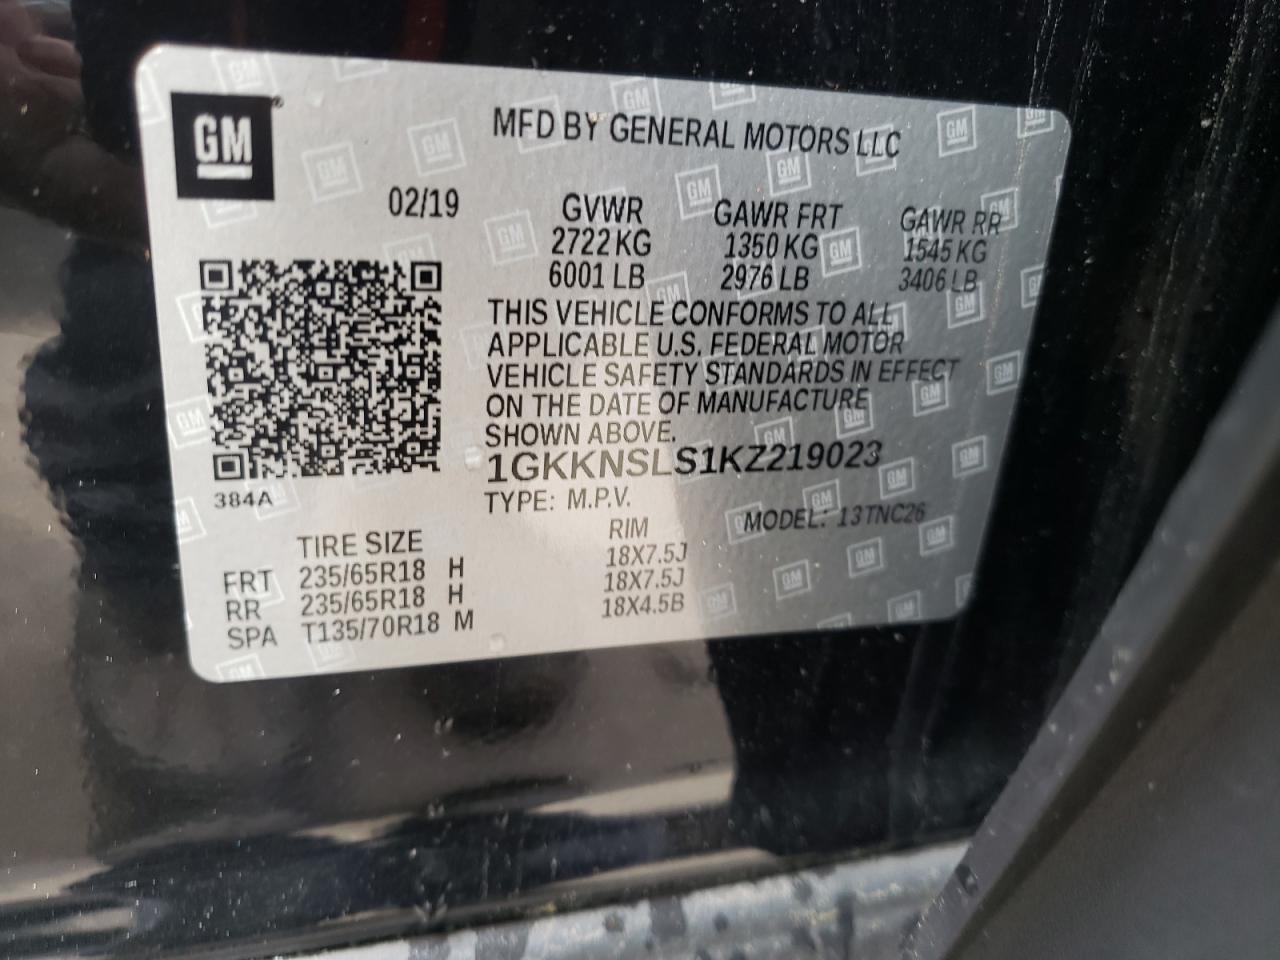 GM
MFD BY GENERAL MOTORS LLC
02/19
GVWR GAWR FRT GAWR RR
2722 KG 1350 KG 1545 KG
6001 LB 2976 LB 3406 LB
THIS VEHICLE CONFORMS TO ALL
APPLICABLE U.S. FEDERAL MOTOR
VEHICLE SAFETY STANDARDS IN EFFECT
ON THE DATE OF MANUFACTURE
SHOWN ABOVE.
1GKKNSLS1KZ219023
384A
TYPE: M.P.V. MODEL: 13TNC26
TIRE SIZE RIM
FRT 235/65R18 H 18X7.5J
RR 235/65R18 H 18X7.5J
SPA T135/70R18 M 18X4.5B